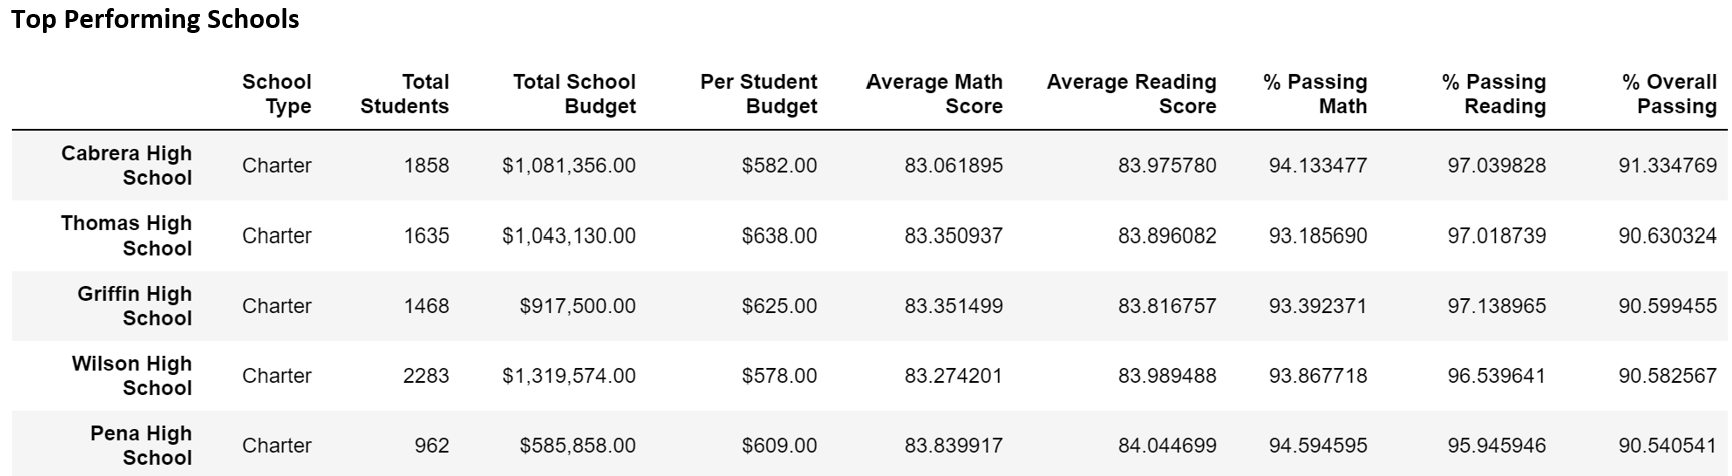 Top Performing Schools
School Type Total Students Total School Budget Per Student Budget Average Math Score Average Reading Score % Passing Math % Passing Reading % Overall Passing
Cabrera High School Charter 1858 $1,081,356.00 $582.00 83.061895 83.975780 94.133477 97.039828 91.334769
Thomas High School Charter 1635 $1,043,130.00 $638.00 83.350937 83.896082 93.185690 97.018739 90.630324
Griffin High School Charter 1468 $917,500.00 $625.00 83.351499 83.816757 93.392371 97.138965 90.599455
Wilson High School Charter 2283 $1,319,574.00 $578.00 83.274201 83.989488 93.867718 96.539641 90.582567
Pena High School Charter 962 $585,858.00 $609.00 83.839917 84.044699 94.594595 95.945946 90.540541